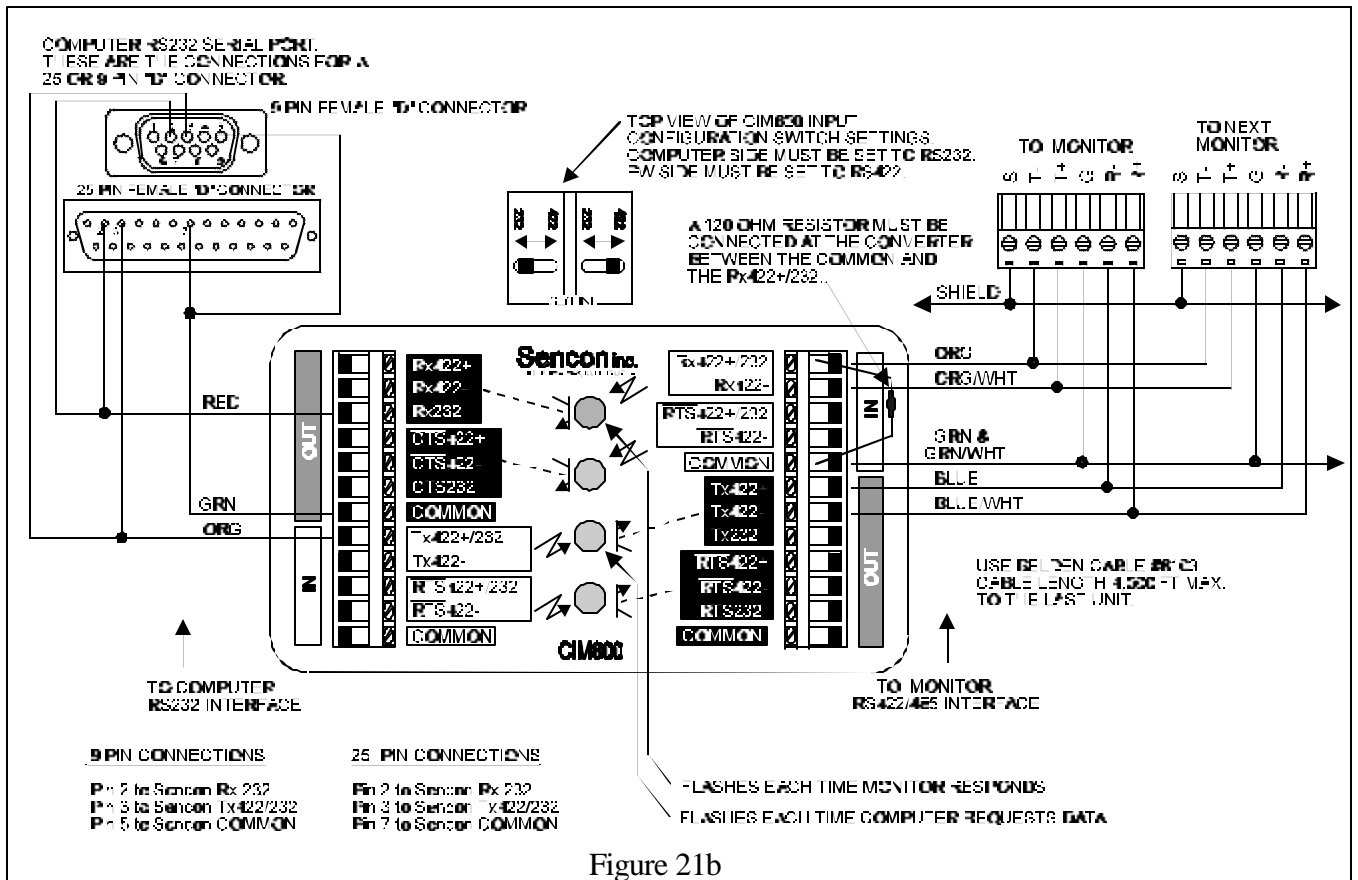 COMPUTER RS232 SERIAL PORT.
THESE ARE THE CONNECTIONS FOR A
25 OR 9 PIN "D" CONNECTOR.
9 PIN FEMALE "D" CONNECTOR
25 PIN FEMALE "D" CONNECTOR
TOP VIEW OF CIM800 INPUT
CONFIGURATION SWITCH SETTINGS
COMPUTER SIDE MUST BE SET TO RS232.
PW SIDE MUST BE SET TO RS422.
232
422
232
422
A 120 OHM RESISTOR MUST BE
CONNECTED AT THE CONVERTER
BETWEEN THE COMMON AND
THE Rx422+/232.
TO MONITOR
S T- T+ C R- R+
TO NEXT
MONITOR
SHIELD
ORG
ORG/WHT
GRN &
GRN/WHT
BLUE
BLUE/WHT
RED
GRN
ORG
OUT
IN
Rx422+
Rx422-
Rx232
CTS422+
CTS422-
CTS232
COMMON
Tx422+/232
Tx422-
RTS422+/232
RTS422-
COMMON
Sencon inc.
CIM800
Rx422+/232
Rx422-
RTS422+/232
RTS422-
COMMON
Tx422+
Tx422-
Tx232
RTS422+
RTS422-
RTS232
COMMON
IN
OUT
USE BELDEN CABLE
CABLE LENGTH 4,500 FT MAX.
TO THE LAST UNIT.
TO COMPUTER
RS232 INTERFACE
TO MONITOR
RS422/485 INTERFACE
9 PIN CONNECTIONS
Pin 2 to Sencon Rx 232
Pin 3 to Sencon Tx422/232
Pin 5 to Sencon COMMON
25 PIN CONNECTIONS
Pin 2 to Sencon Rx 232
Pin 3 to Sencon Tx422/232
Pin 7 to Sencon COMMON
FLASHES EACH TIME MONITOR RESPONDS
FLASHES EACH TIME COMPUTER REQUESTS DATA
Figure 21b